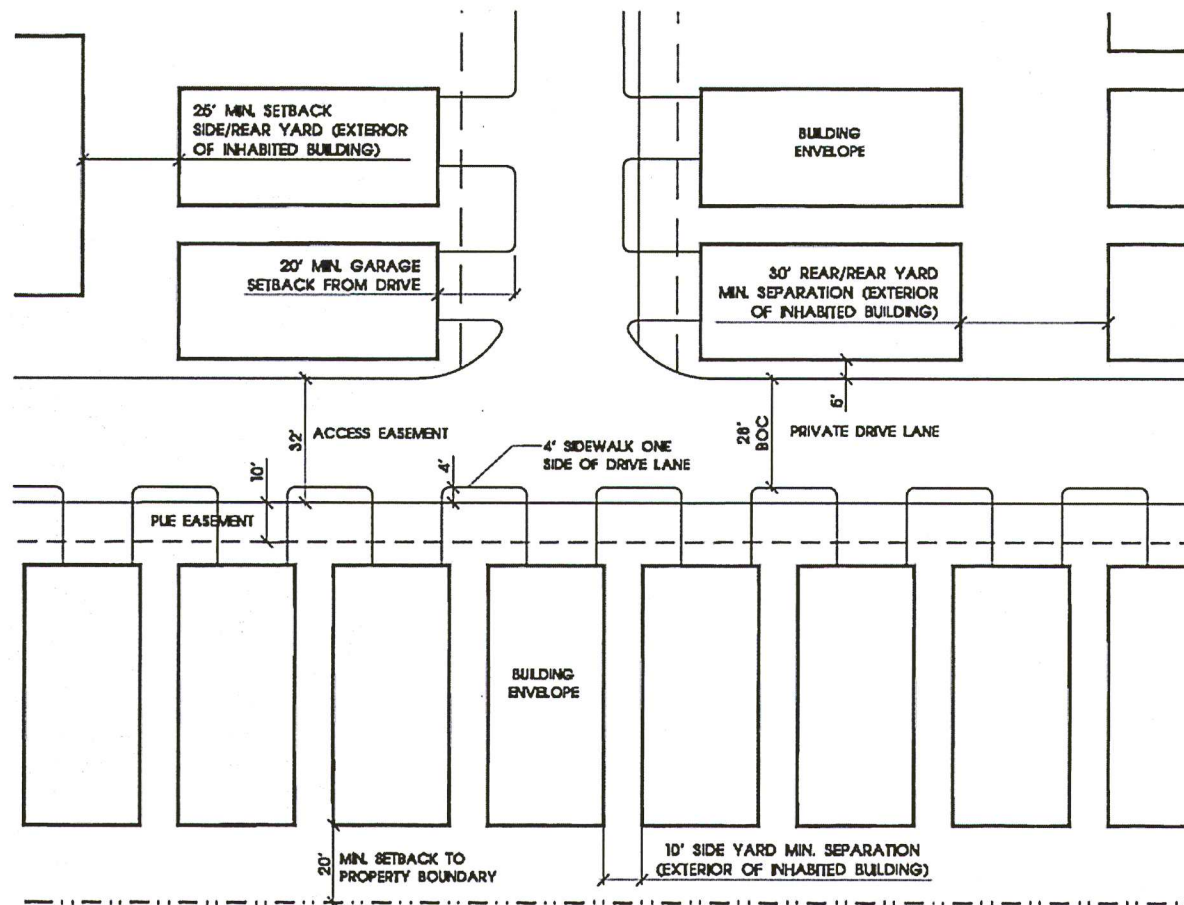 25' MIN. SETBACK
SIDE/REAR YARD (EXTERIOR
OF INHABITED BUILDING)
BUILDING
ENVELOPE
20' MIN. GARAGE
SETBACK FROM DRIVE
30' REAR/REAR YARD
MIN. SEPARATION (EXTERIOR
OF INHABITED BUILDING)
32'
ACCESS EASEMENT
28'
BOC
5'
PRIVATE DRIVE LANE
4' SIDEWALK ONE
SIDE OF DRIVE LANE
10'
4'
PUE EASEMENT
BUILDING
ENVELOPE
20'
MIN. SETBACK TO
PROPERTY BOUNDARY
10' SIDE YARD MIN. SEPARATION
(EXTERIOR OF INHABITED BUILDING)